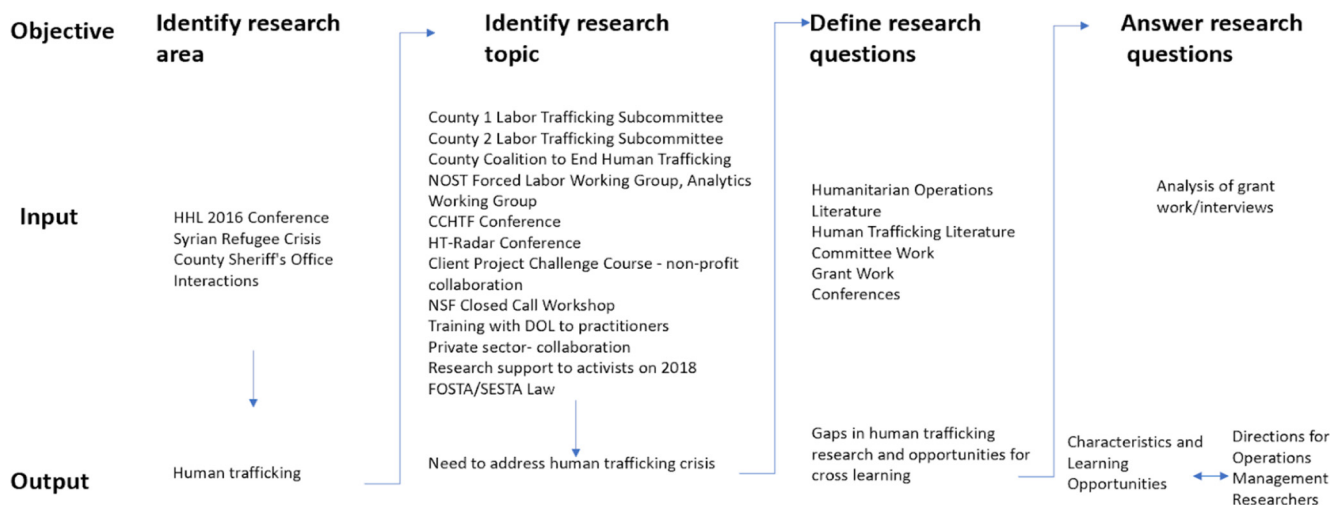 Objective
Identify research
area
Identify research
topic
Define research
questions
Answer research
questions
Input
HHL 2016 Conference
Syrian Refugee Crisis
County Sheriff's Office
Interactions
County 1 Labor Trafficking Subcommittee
County 2 Labor Trafficking Subcommittee
County Coalition to End Human Trafficking
NOST Forced Labor Working Group, Analytics
Working Group
CCHTF Conference
HT-Radar Conference
Client Project Challenge Course - non-profit
collaboration
NSF Closed Call Workshop
Training with DOL to practitioners
Private sector- collaboration
Research support to activists on 2018
FOSTA/SESTA Law
Humanitarian Operations
Literature
Human Trafficking Literature
Committee Work
Grant Work
Conferences
Analysis of grant
work/interviews
Output
Human trafficking
Need to address human trafficking crisis
Gaps in human trafficking
research and opportunities for
cross learning
Characteristics and
Learning
Opportunities
Directions for
Operations
Management
Researchers